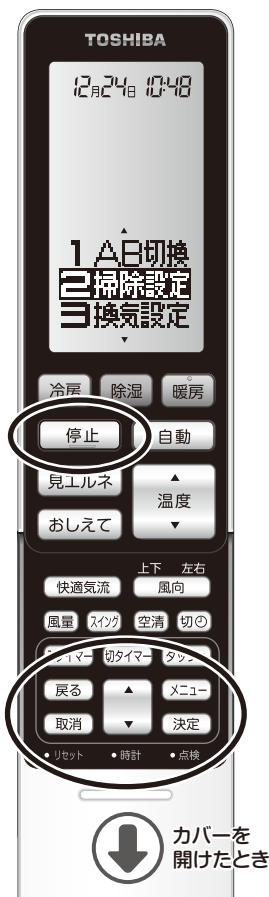 TOSHIBA
12月24日 10:48
1 AB切換
2 掃除設定
3 換気設定
冷房 除湿 暖房
停止 自動
見エルネ
温度
おしえて
上下 左右
快適気流 風向
風量 スイング 空清 切
切タイマー
戻る メニュー
取消 決定
•リセット •時計 •点検
カバーを
開けたとき